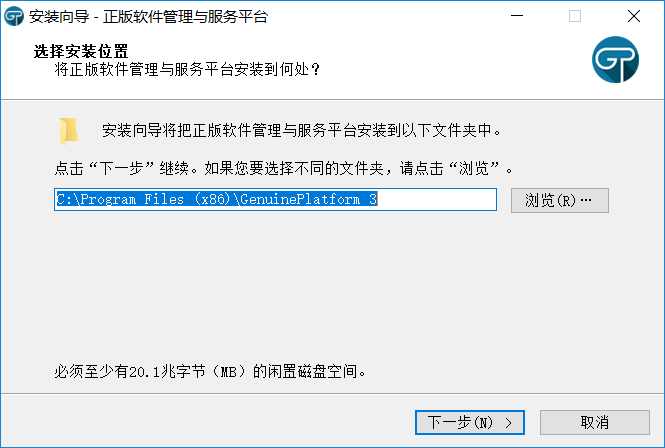 安装向导 - 正版软件管理与服务平台
选择安装位置
将正版软件管理与服务平台安装到何处？
GP
安装向导将把正版软件管理与服务平台安装到以下文件夹中。
点击“下一步”继续。如果您要选择不同的文件夹，请点击“浏览”。
C:\Program Files (x86)\GenuinePlatform 3
浏览(R)…
必须至少有20.1兆字节（MB）的闲置磁盘空间。
下一步(N) >
取消